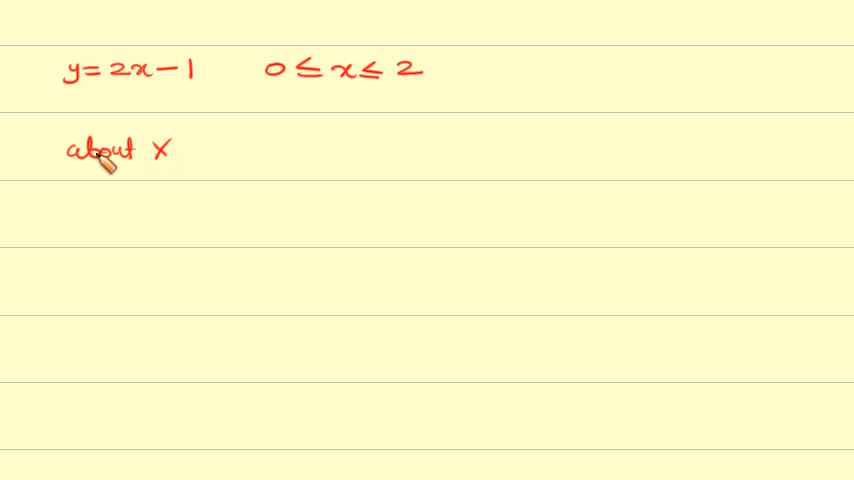 y = 2x - 1 0 ≤ x ≤ 2
about X